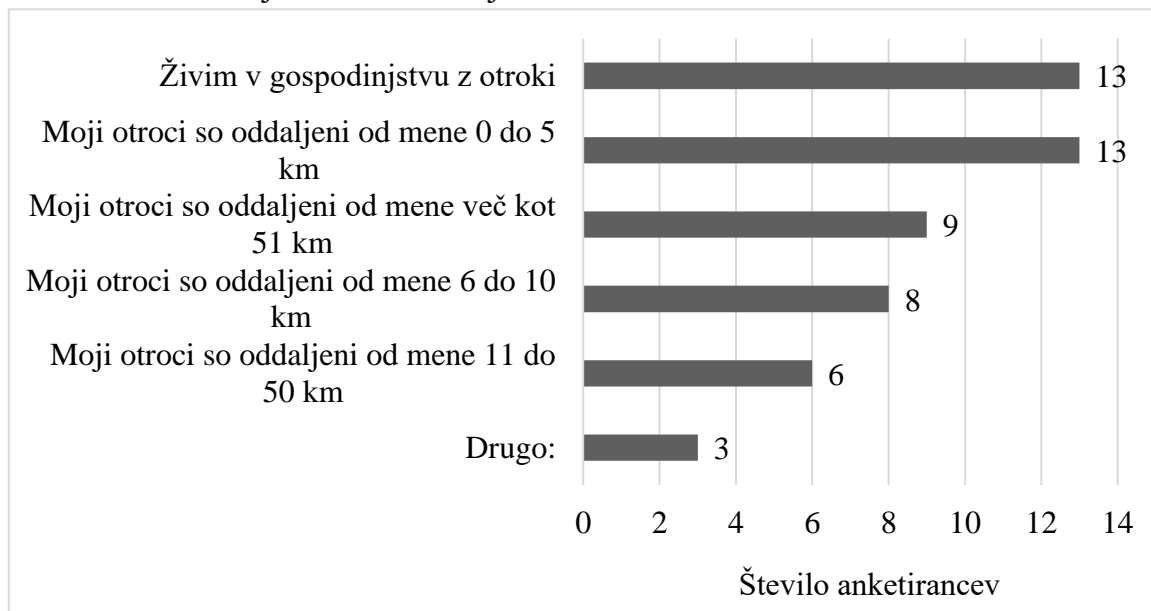 Živim v gospodinjstvu z otroki
13
Moji otroci so oddaljeni od mene 0 do 5
km
13
Moji otroci so oddaljeni od mene več kot
51 km
9
Moji otroci so oddaljeni od mene 6 do 10
km
8
Moji otroci so oddaljeni od mene 11 do
50 km
6
Drugo:
3
0 2 4 6 8 10 12 14
Število anketirancev